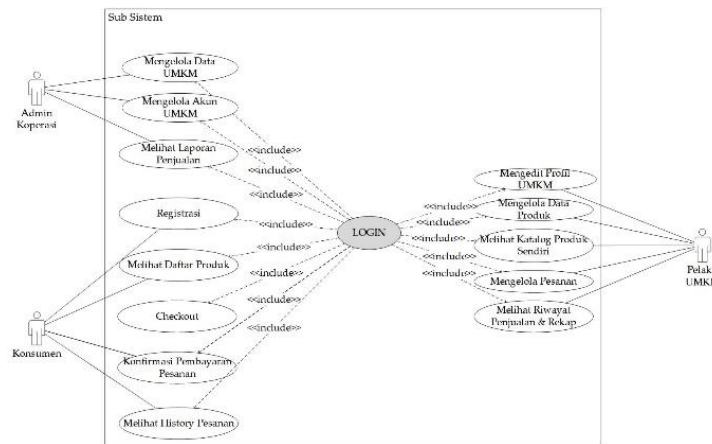 Sub Sistem
Mengelola Data
UMKM
Mengelola Akun
UMKM
Melihat Laporan
Penjualan
Admin
Koperasi
Registrasi
Melihat Daftar Produk
Checkout
Konfirmasi Pembayaran
Pesanan
Melihat History Pesanan
Konsumen
<<include>>
<<include>>
<<include>>
<<include>>
<<include>>
<<include>>
<<include>>
<<include>>
LOGIN
<<include>>
<<include>>
<<include>>
<<include>>
<<include>>
Mengedit Profil
UMKM
Mengelola Data
Produk
Melihat Katalog Produk
Sendiri
Mengelola Pesanan
Melihat Riwayat
Penjualan & Rekap
Pelak
UMK